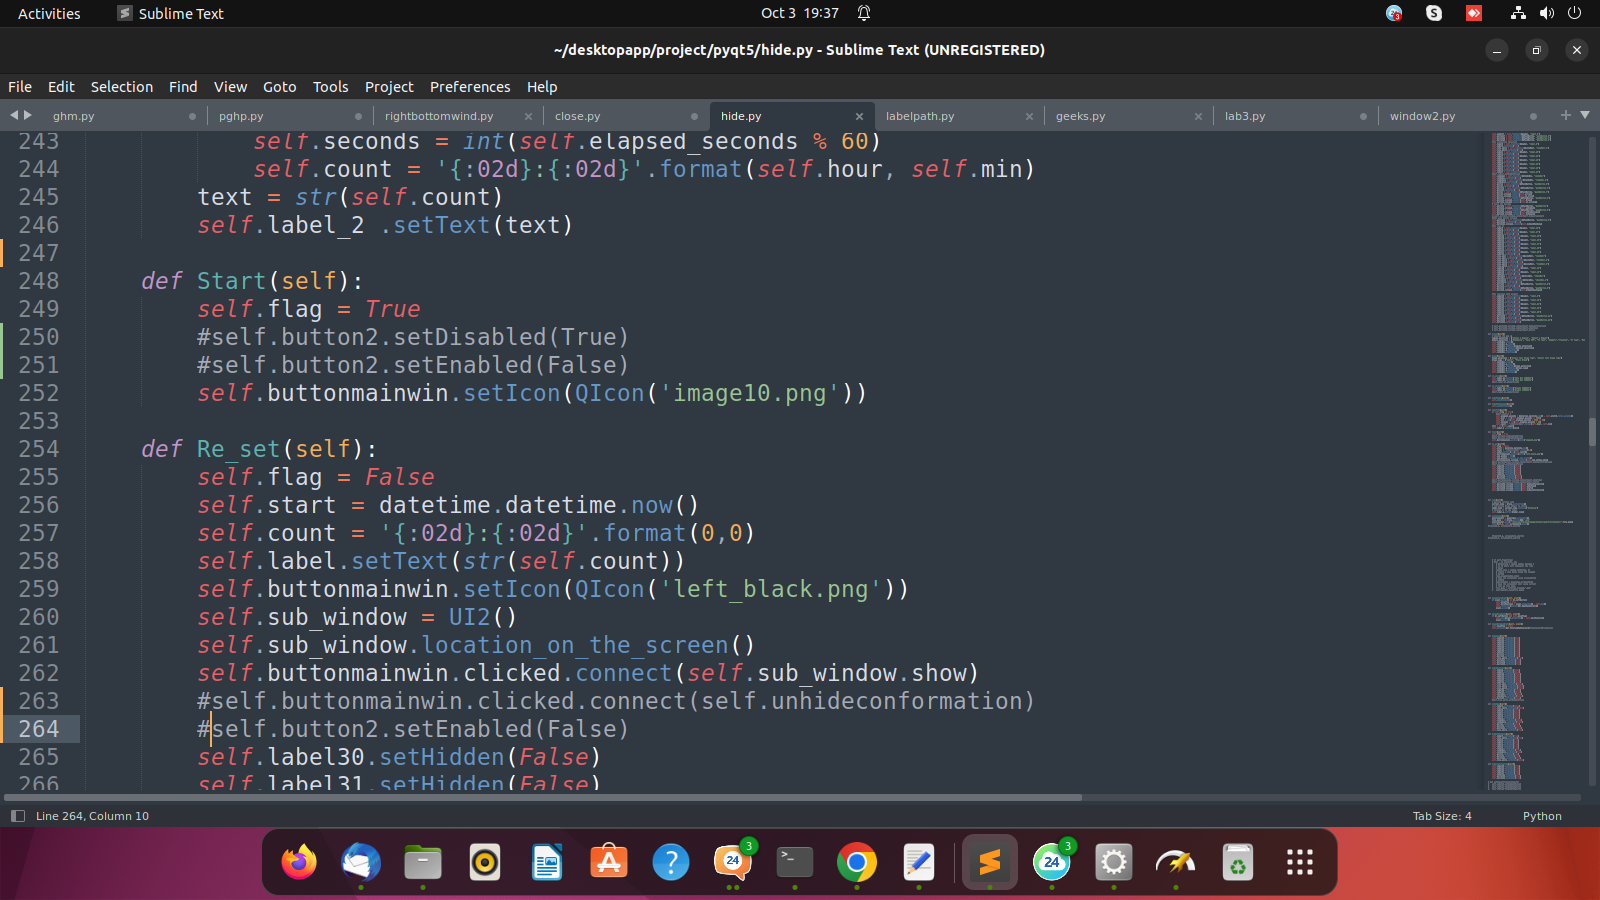 Activities Sublime Text Oct 3 19:37
~/desktopapp/project/pyqt5/hide.py - Sublime Text (UNREGISTERED)
File Edit Selection Find View Goto Tools Project Preferences Help
ghm.py pghp.py rightbottomwind.py close.py hide.py labelpath.py geeks.py lab3.py window2.py
243 self.seconds = int(self.elapsed_seconds % 60)
244 self.count = '{:02d}:{:02d}'.format(self.hour, self.min)
245 text = str(self.count)
246 self.label_2 .setText(text)
247
248 def Start(self):
249 self.flag = True
250 #self.button2.setDisabled(True)
251 #self.button2.setEnabled(False)
252 self.buttonmainwin.setIcon(QIcon('image10.png'))
253
254 def Re_set(self):
255 self.flag = False
256 self.start = datetime.datetime.now()
257 self.count = '{:02d}:{:02d}'.format(0,0)
258 self.label.setText(str(self.count))
259 self.buttonmainwin.setIcon(QIcon('left_black.png'))
260 self.sub_window = UI2()
261 self.sub_window.location_on_the_screen()
262 self.buttonmainwin.clicked.connect(self.sub_window.show)
263 #self.buttonmainwin.clicked.connect(self.unhideconformation)
264 #self.button2.setEnabled(False)
265 self.label30.setHidden(False)
266 self.label31.setHidden(False)
Line 264, Column 10 Tab Size: 4 Python
24 3 24 3